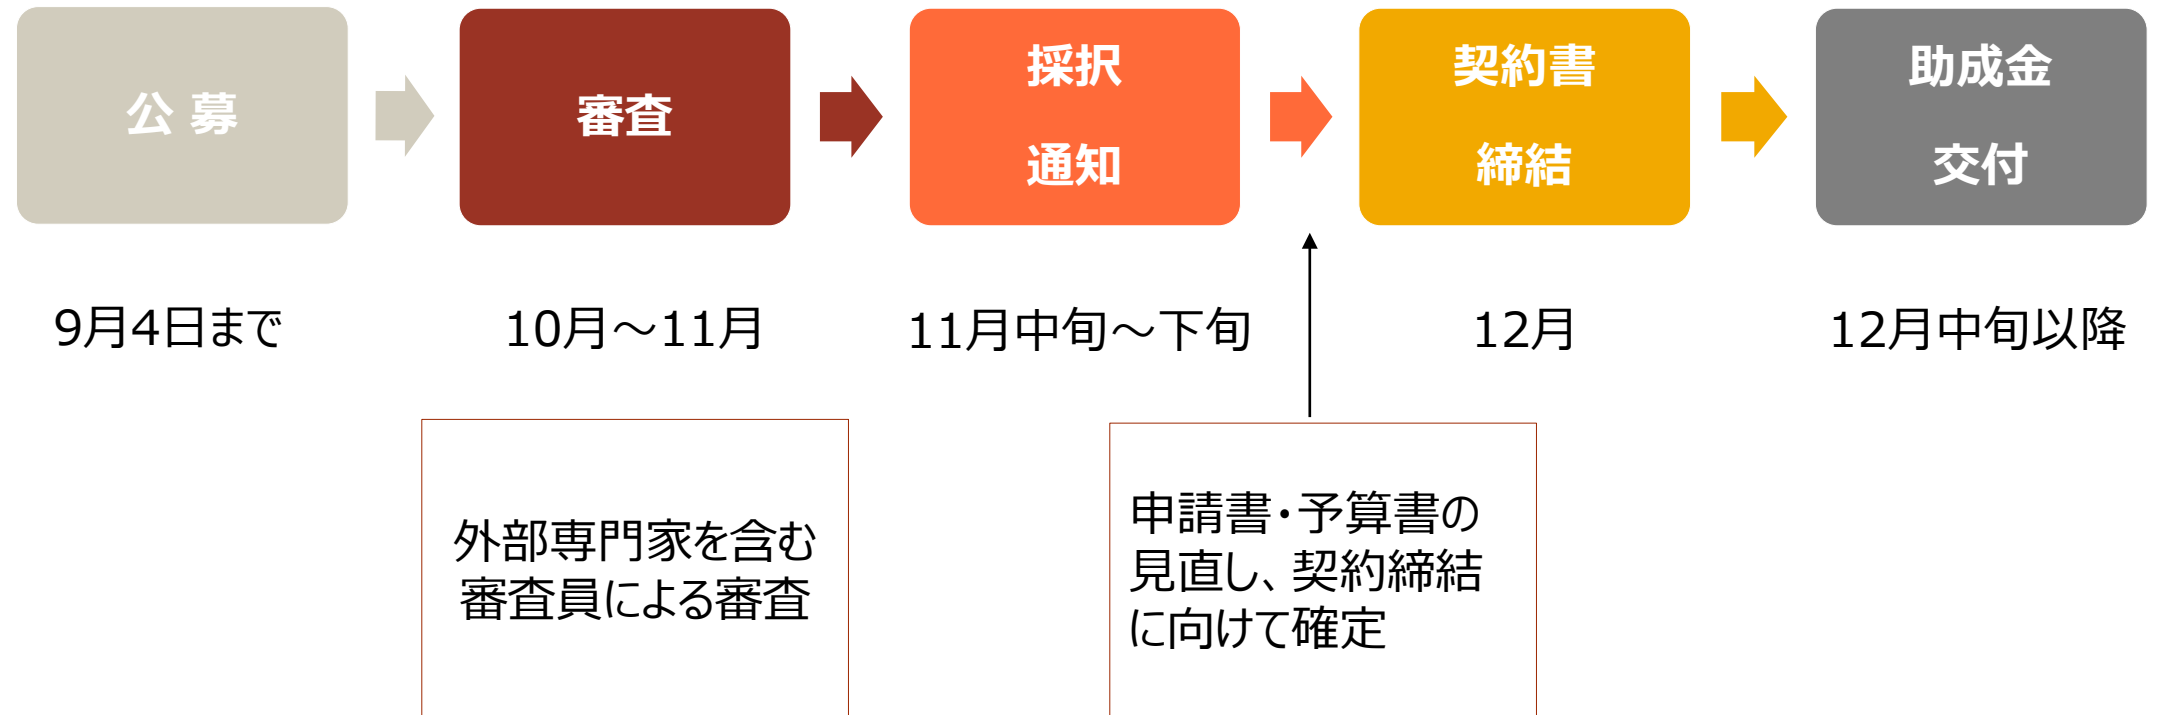 公 募
審査
採択
通知
契約書
締結
助成金
交付
9月4日まで
10月～11月
11月中旬～下旬
12月
12月中旬以降
外部専門家を含む
審査員による審査
申請書・予算書の
見直し、契約締結
に向けて確定